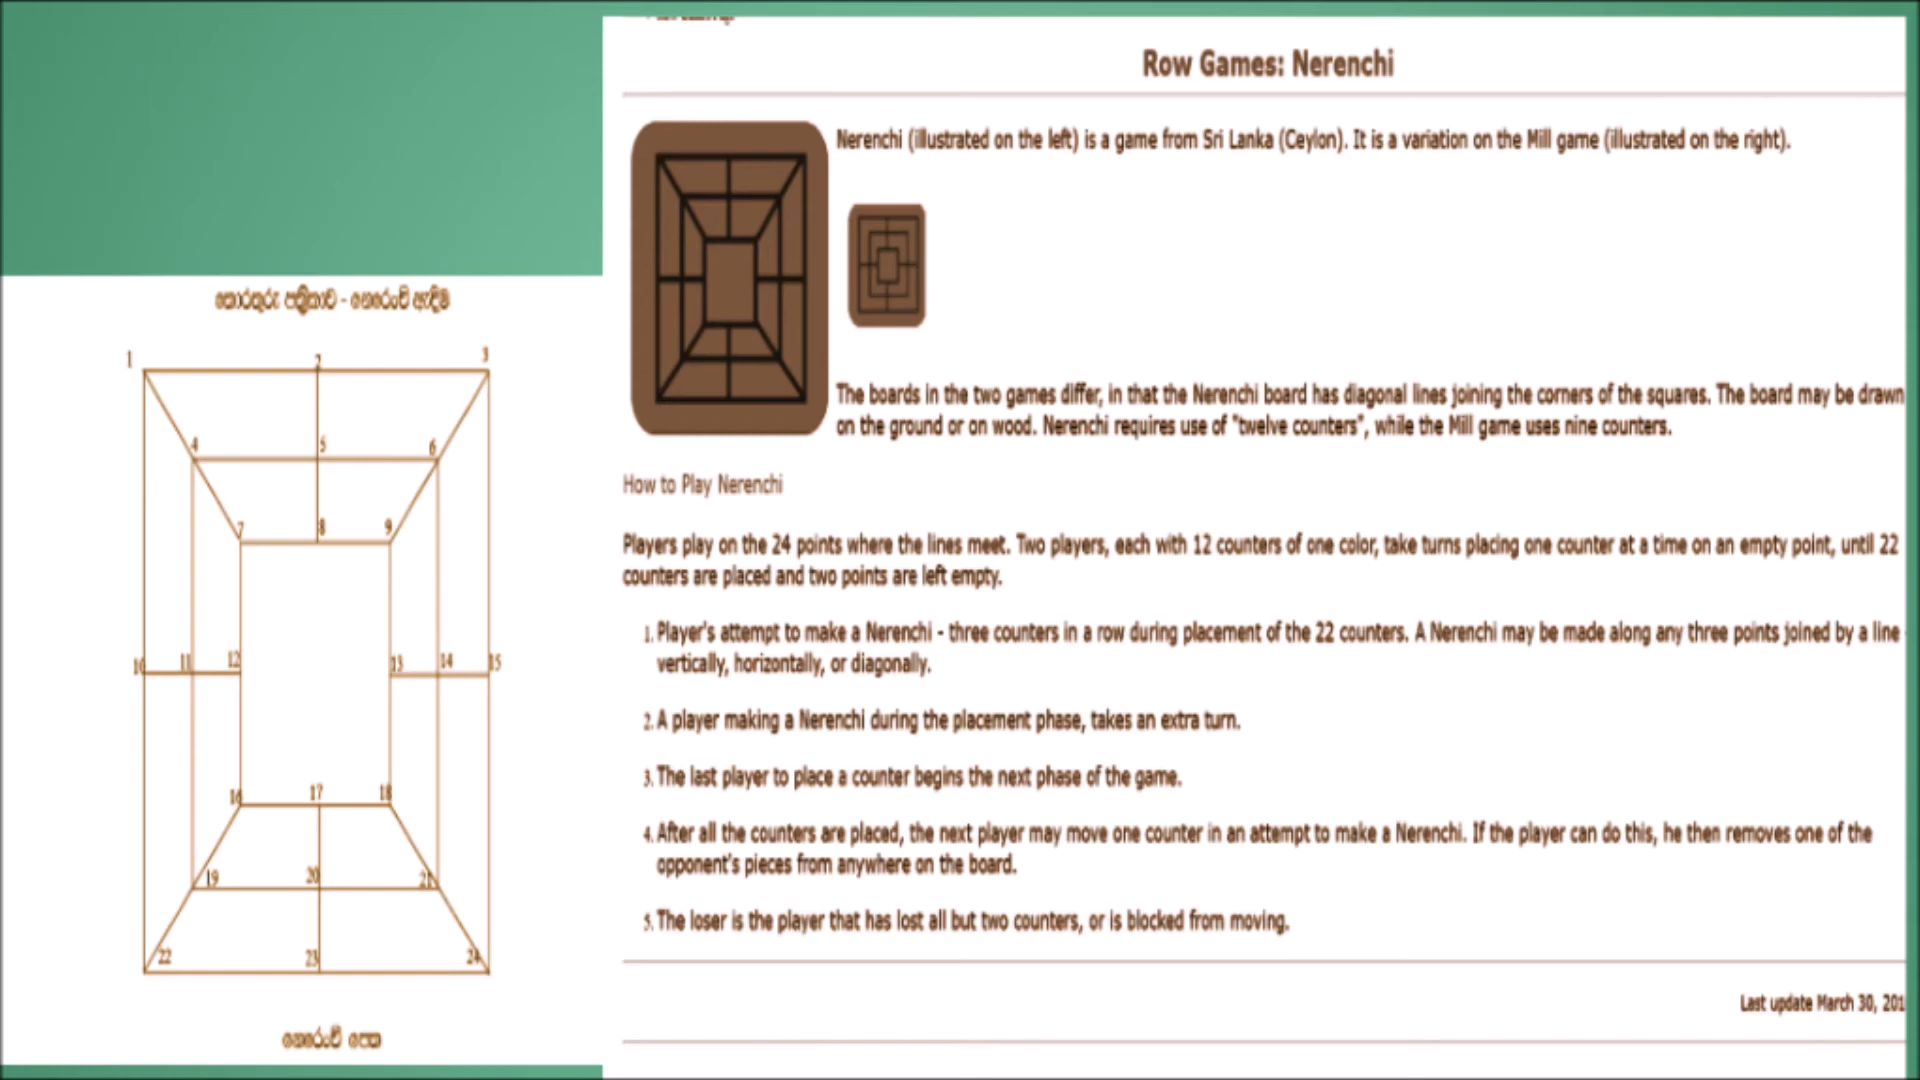 තොරතුරු පත්‍රිකාව - නෙරෙංචි ඇඳීම
1 2 3
4 5 6
7 8 9
10 11 12 13 14 15
16 17 18
19 20 21
22 23 24
Row Games: Nerenchi
Nerenchi (illustrated on the left) is a game from Sri Lanka (Ceylon). It is a variation on the Mill game (illustrated on the right).
The boards in the two games differ, in that the Nerenchi board has diagonal lines joining the corners of the squares. The board may be drawn
on the ground or on wood. Nerenchi requires use of "twelve counters", while the Mill game uses nine counters.
How to Play Nerenchi
Players play on the 24 points where the lines meet. Two players, each with 12 counters of one color, take turns placing one counter at a time on an empty point, until 22
counters are placed and two points are left empty.
1. Player's attempt to make a Nerenchi - three counters in a row during placement of the 22 counters. A Nerenchi may be made along any three points joined by a line
vertically, horizontally, or diagonally.
2. A player making a Nerenchi during the placement phase, takes an extra turn.
3. The last player to place a counter begins the next phase of the game.
4. After all the counters are placed, the next player may move one counter in an attempt to make a Nerenchi. If the player can do this, he then removes one of the
opponent's pieces from anywhere on the board.
5. The loser is the player that has lost all but two counters, or is blocked from moving.
Last update March 30, 201